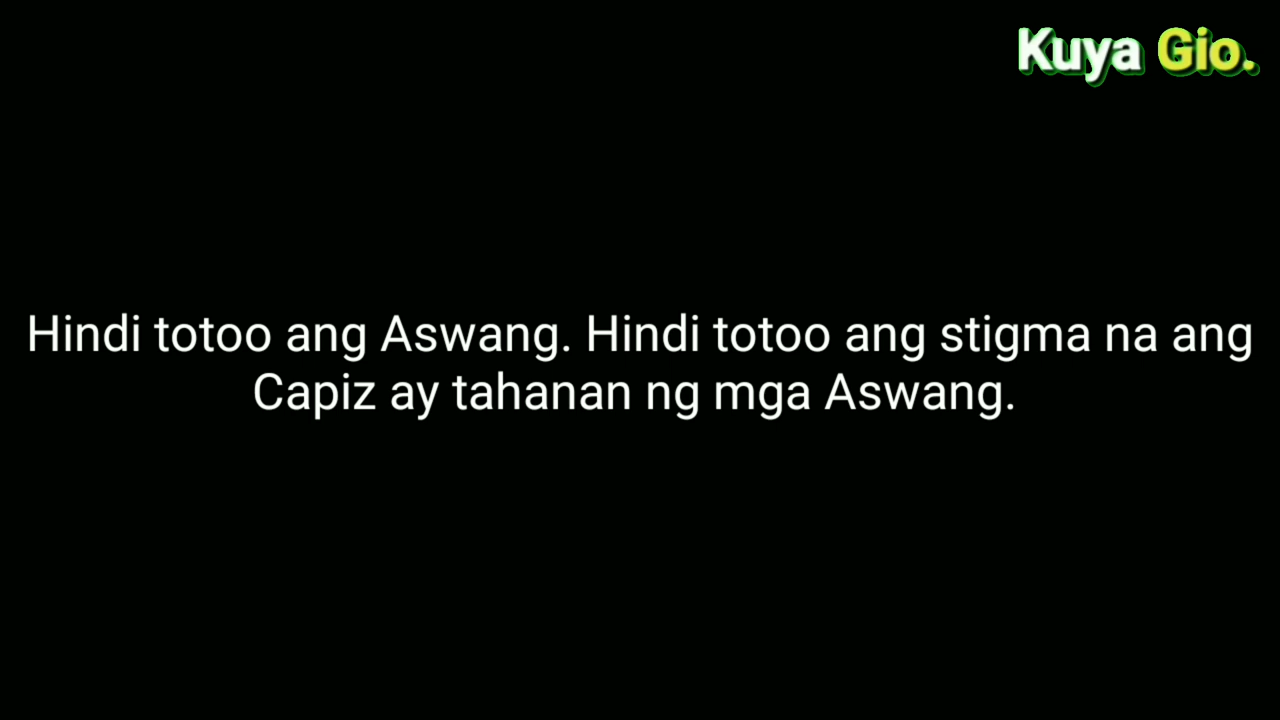 Kuya Gio.
Hindi totoo ang Aswang. Hindi totoo ang stigma na ang
Capiz ay tahanan ng mga Aswang.